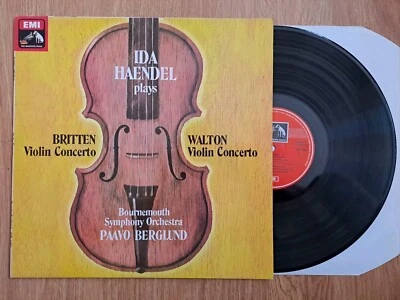 EMI
IDA
HAENDEL
plays
BRITTEN
Violin Concerto
WALTON
Violin Concerto
Bournemouth
Symphony Orchestra
PAAVO BERGLUND